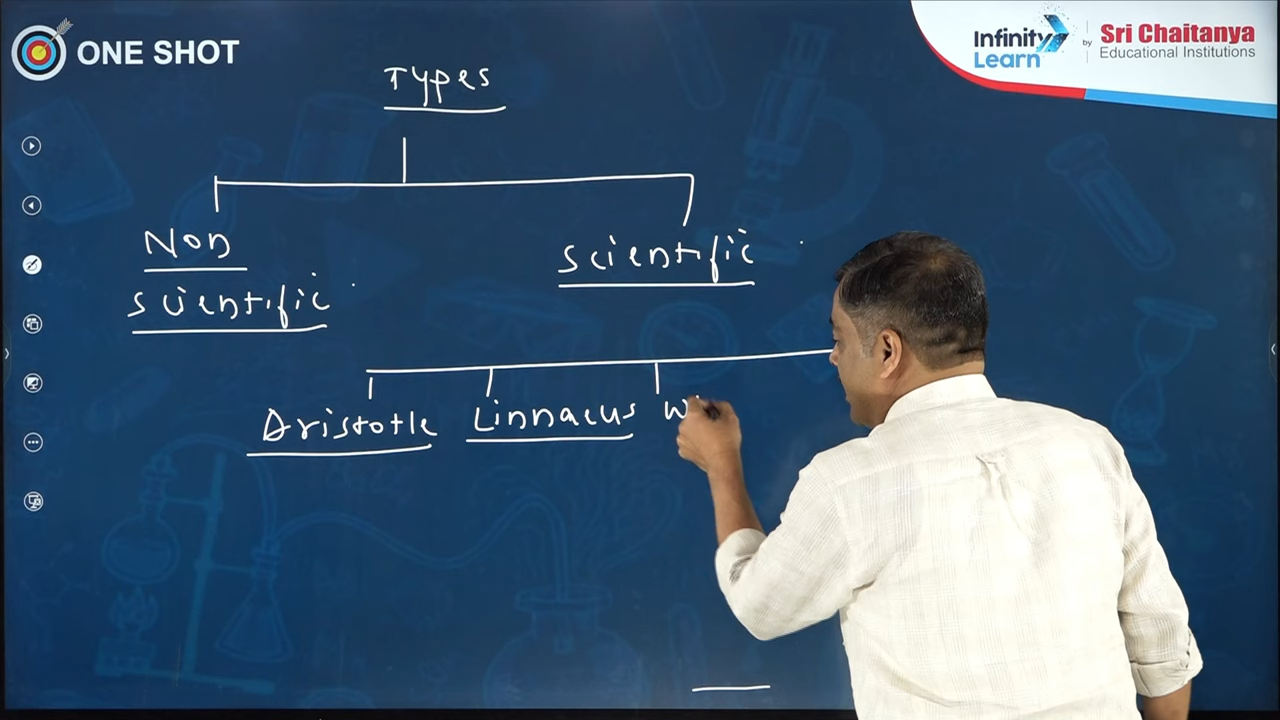 ONE SHOT
Infinity Learn by Sri Chaitanya Educational Institutions
Types
Non
scientific
scientific
Aristotle Linnaeus